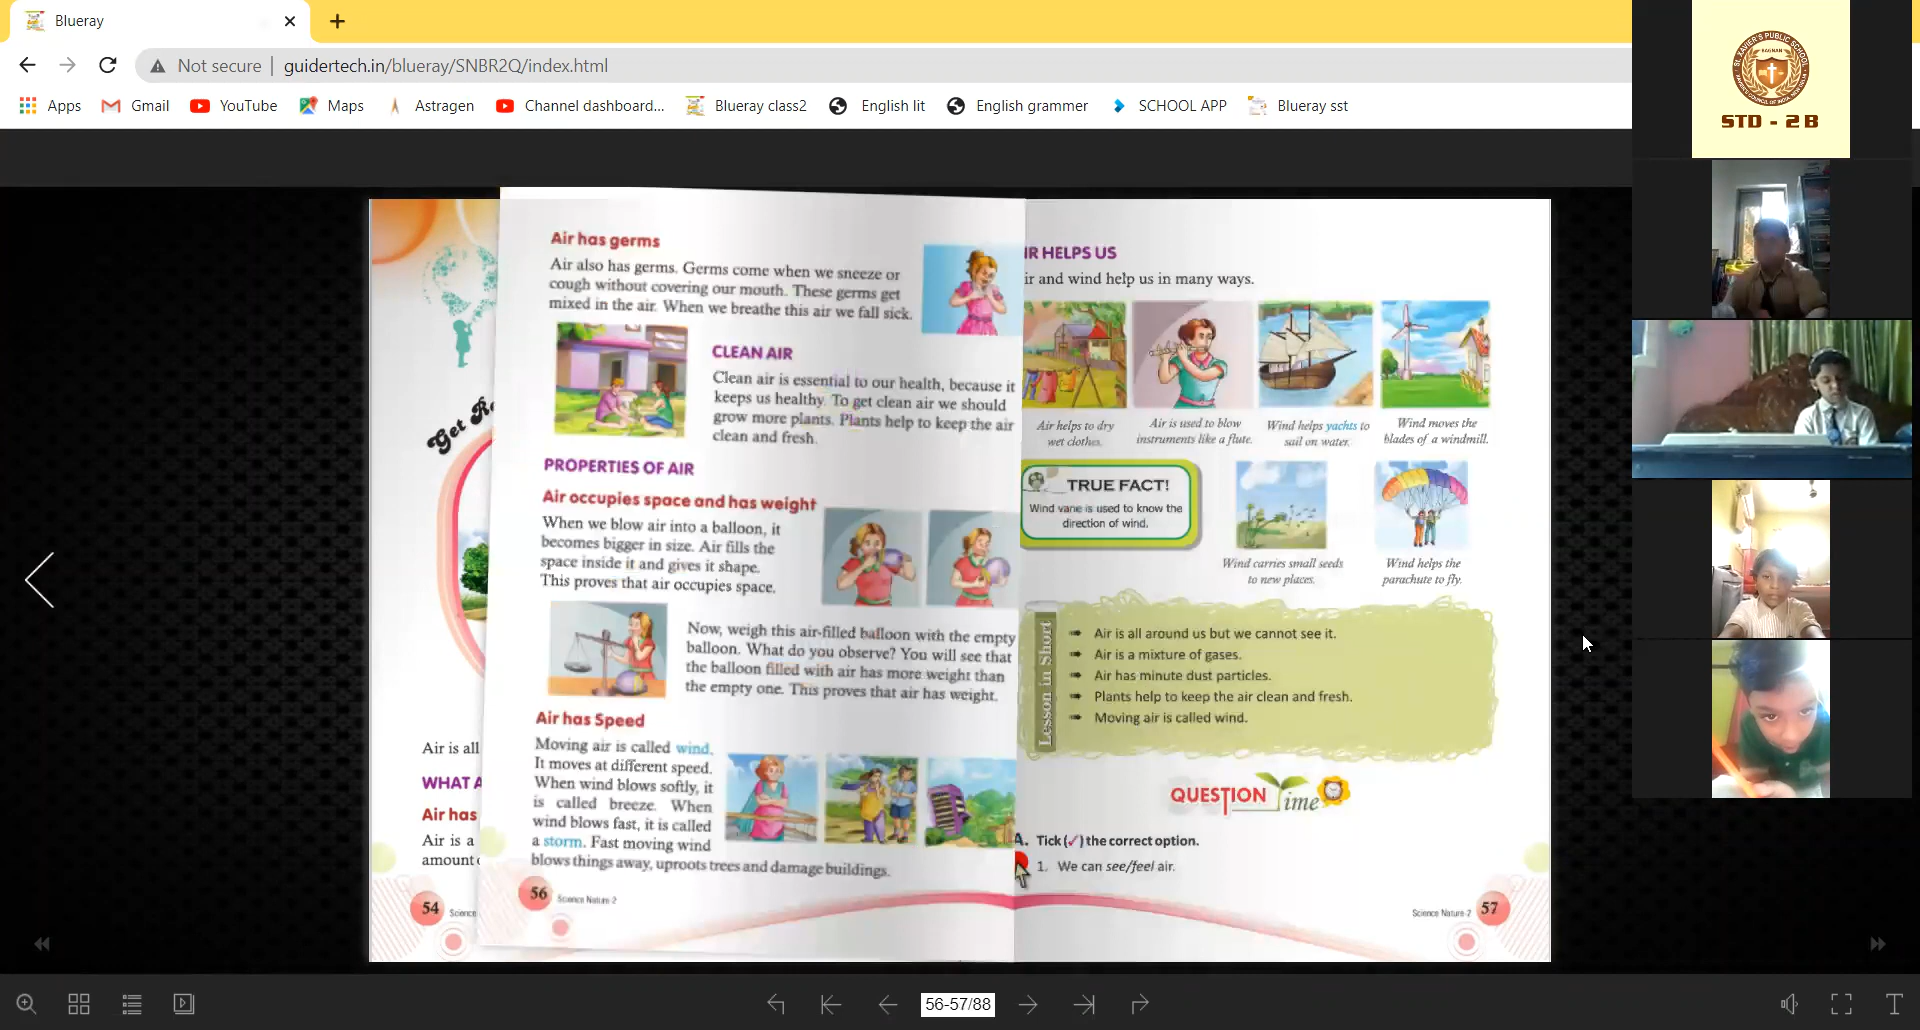 Blueray
Not secure | guidertech.in/blueray/SNBR2Q/index.html
Apps Gmail YouTube Maps Astragen Channel dashboard... Blueray class2 English lit English grammer SCHOOL APP Blueray sst
ST. XAVIER'S PUBLIC SCHOOL
BAGNAN
STD - 2B
Get Re
Air is all
WHAT A
Air has
Air is a
amount
54 Science
Air has germs
Air also has germs. Germs come when we sneeze or
cough without covering our mouth. These germs get
mixed in the air. When we breathe this air we fall sick.
CLEAN AIR
Clean air is essential to our health, because it
keeps us healthy. To get clean air we should
grow more plants. Plants help to keep the air
clean and fresh.
PROPERTIES OF AIR
Air occupies space and has weight
When we blow air into a balloon, it
becomes bigger in size. Air fills the
space inside it and gives it shape.
This proves that air occupies space.
Now, weigh this air-filled balloon with the empty
balloon. What do you observe? You will see that
the balloon filled with air has more weight than
the empty one. This proves that air has weight.
Air has Speed
Moving air is called wind.
It moves at different speed.
When wind blows softly, it
is called breeze. When
wind blows fast, it is called
a storm. Fast moving wind
blows things away, uproots trees and damage buildings.
56 Science Nature-2
IR HELPS US
ir and wind help us in many ways.
Air helps to dry
wet clothes.
Air is used to blow
instruments like a flute.
Wind helps yachts to
sail on water.
Wind moves the
blades of a windmill.
TRUE FACT!
Wind vane is used to know the
direction of wind.
Wind carries small seeds
to new places.
Wind helps the
parachute to fly.
Lesson in Short
Air is all around us but we cannot see it.
Air is a mixture of gases.
Air has minute dust particles.
Plants help to keep the air clean and fresh.
Moving air is called wind.
QUESTION Time
A. Tick (✓) the correct option.
1. We can see/feel air.
Science Nature-2 57
56-57/88